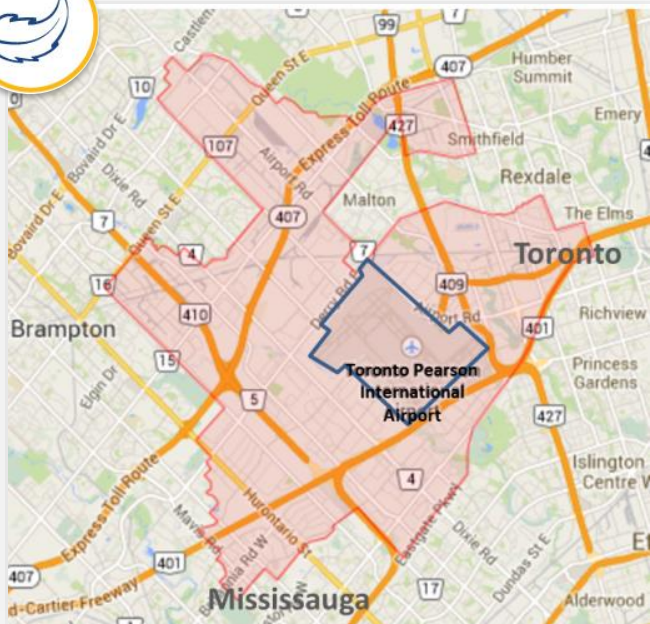 Castlem
99
7
407
Humber
Summit
Queen St E
10
Express Toll Route
427
Emery
Smithfield
Bovaird Dr E
107
Airport Rd
Rexdale
Dixie Rd
Malton
407
The Elms
Bovaird Dr E
7
Queen St E
4
7
Toronto
16
409
Derry Rd
Airport Rd
Richview
410
401
Brampton
15
Toronto Pearson
International
Airport
Princess
Gardens
Elgin Dr
5
427
Islington
Centre W
4
Express Toll Route
Hurontario St
Eastgate Pkwy
Mavis Rd
Dixie Rd
Dundas St E
Et
401
407
17
d-Cartier Freeway
Mississauga
Alderwood